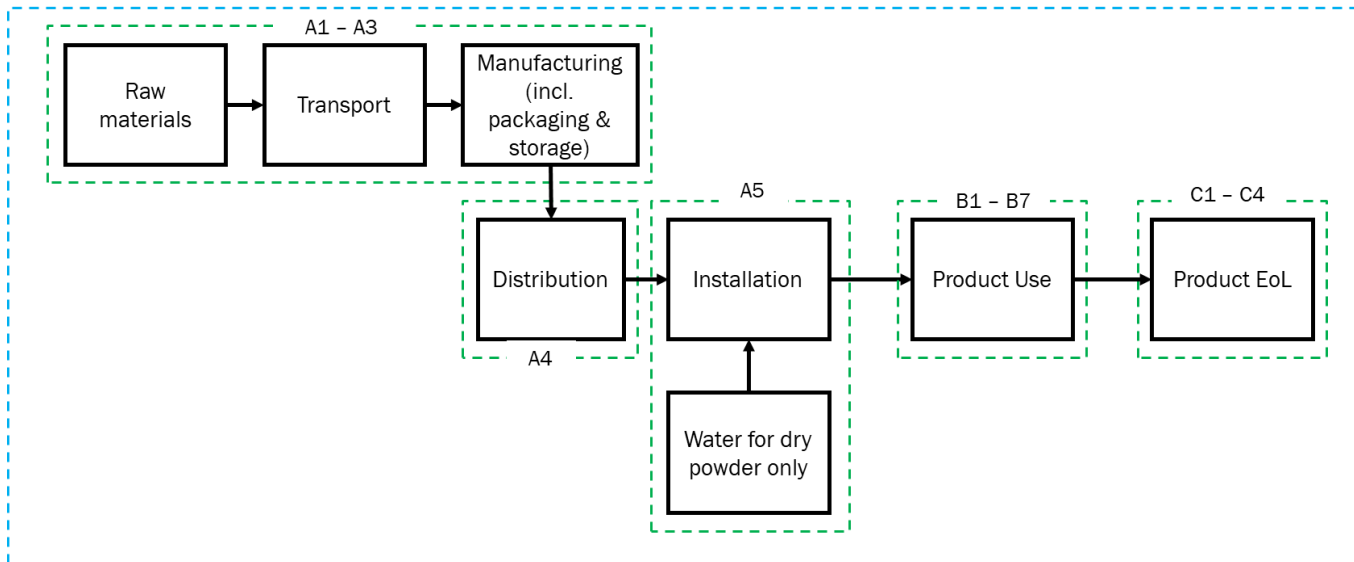 A1 – A3
Raw
materials
Transport
Manufacturing
(incl.
packaging &
storage)
A5
B1 – B7
C1 – C4
Distribution
Installation
Product Use
Product EoL
A4
Water for dry
powder only